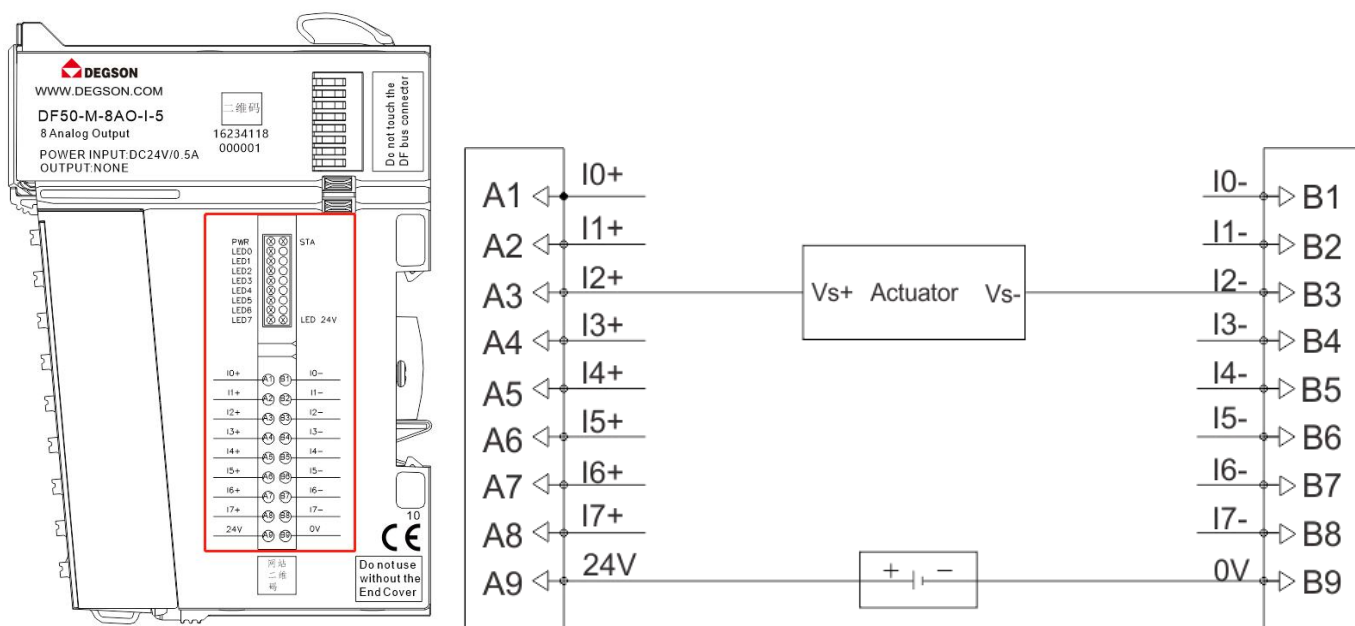 DEGSON
WWW.DEGSON.COM
DF50-M-8AO-I-5
8 Analog Output
POWER INPUT:DC24V/0.5A
OUTPUT:NONE
二维码
16234118
000001
Do not touch the
DF bus connector
PWR STA
LED0
LED1
LED2
LED3
LED4
LED5
LED6
LED7 LED 24V
I0+ A1 B1 I0-
I1+ A2 B2 I1-
I2+ A3 B3 I2-
I3+ A4 B4 I3-
I4+ A5 B5 I4-
I5+ A6 B6 I5-
I6+ A7 B7 I6-
I7+ A8 B8 I7-
24V A9 B9 0V
10
CE
网站
二维
码
Do not use
without the
End Cover
A1 I0+ I0- B1
A2 I1+ I1- B2
A3 I2+ Vs+ Actuator Vs- I2- B3
A4 I3+ I3- B4
A5 I4+ I4- B5
A6 I5+ I5- B6
A7 I6+ I6- B7
A8 I7+ I7- B8
A9 24V + - 0V B9